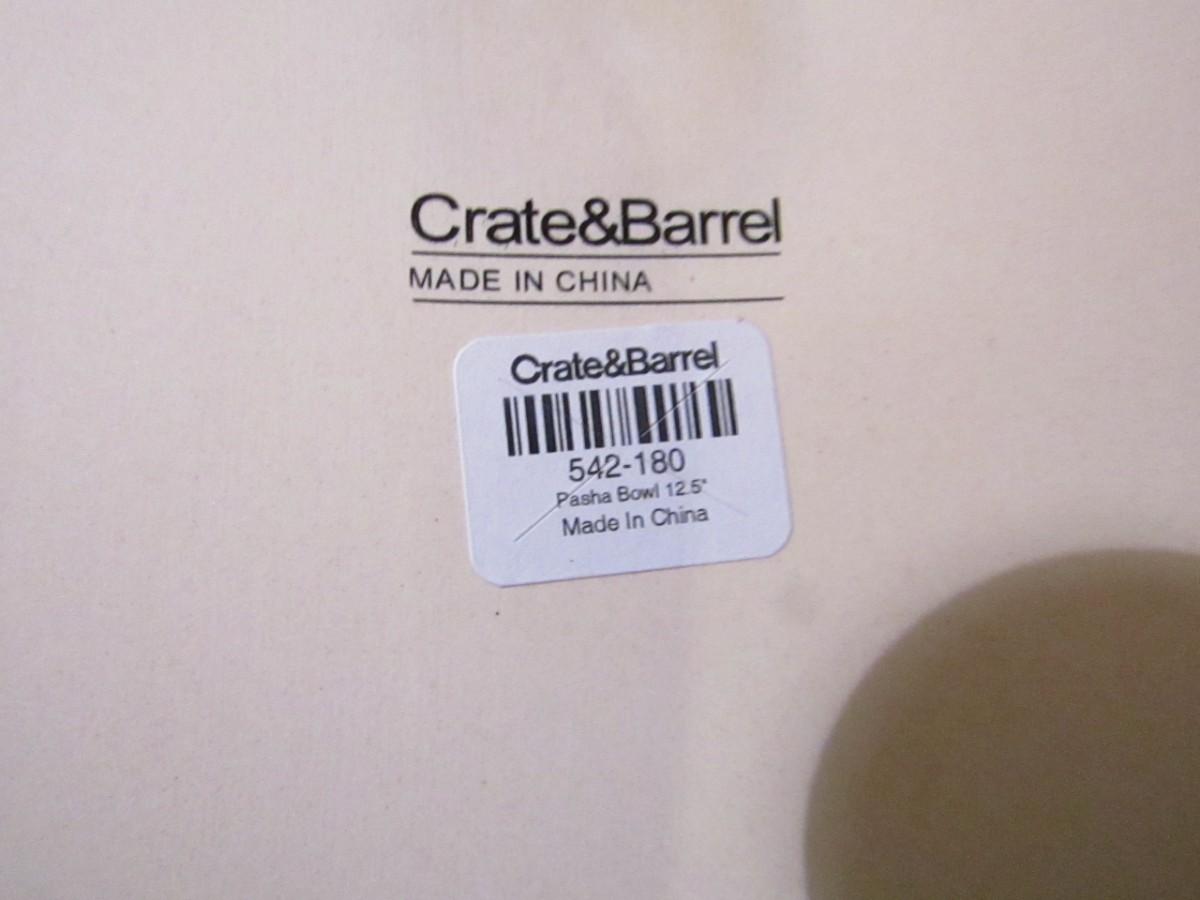 Crate&Barrel
MADE IN CHINA
Crate&Barrel
542-180
Pasha Bowl 12.5"
Made In China